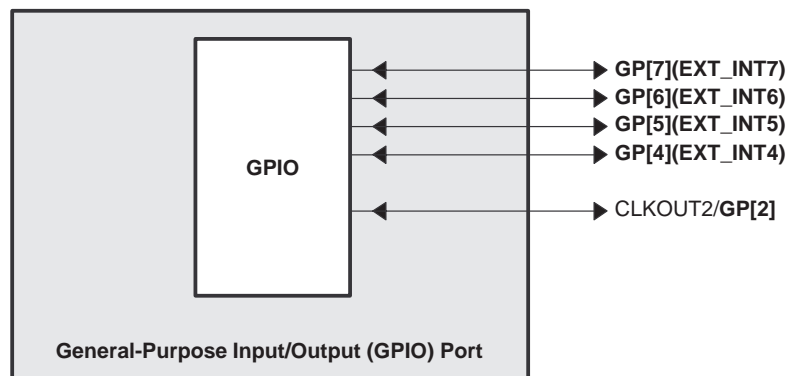 GP[7](EXT_INT7)
GP[6](EXT_INT6)
GP[5](EXT_INT5)
GP[4](EXT_INT4)
GPIO
CLKOUT2/GP[2]
General-Purpose Input/Output (GPIO) Port